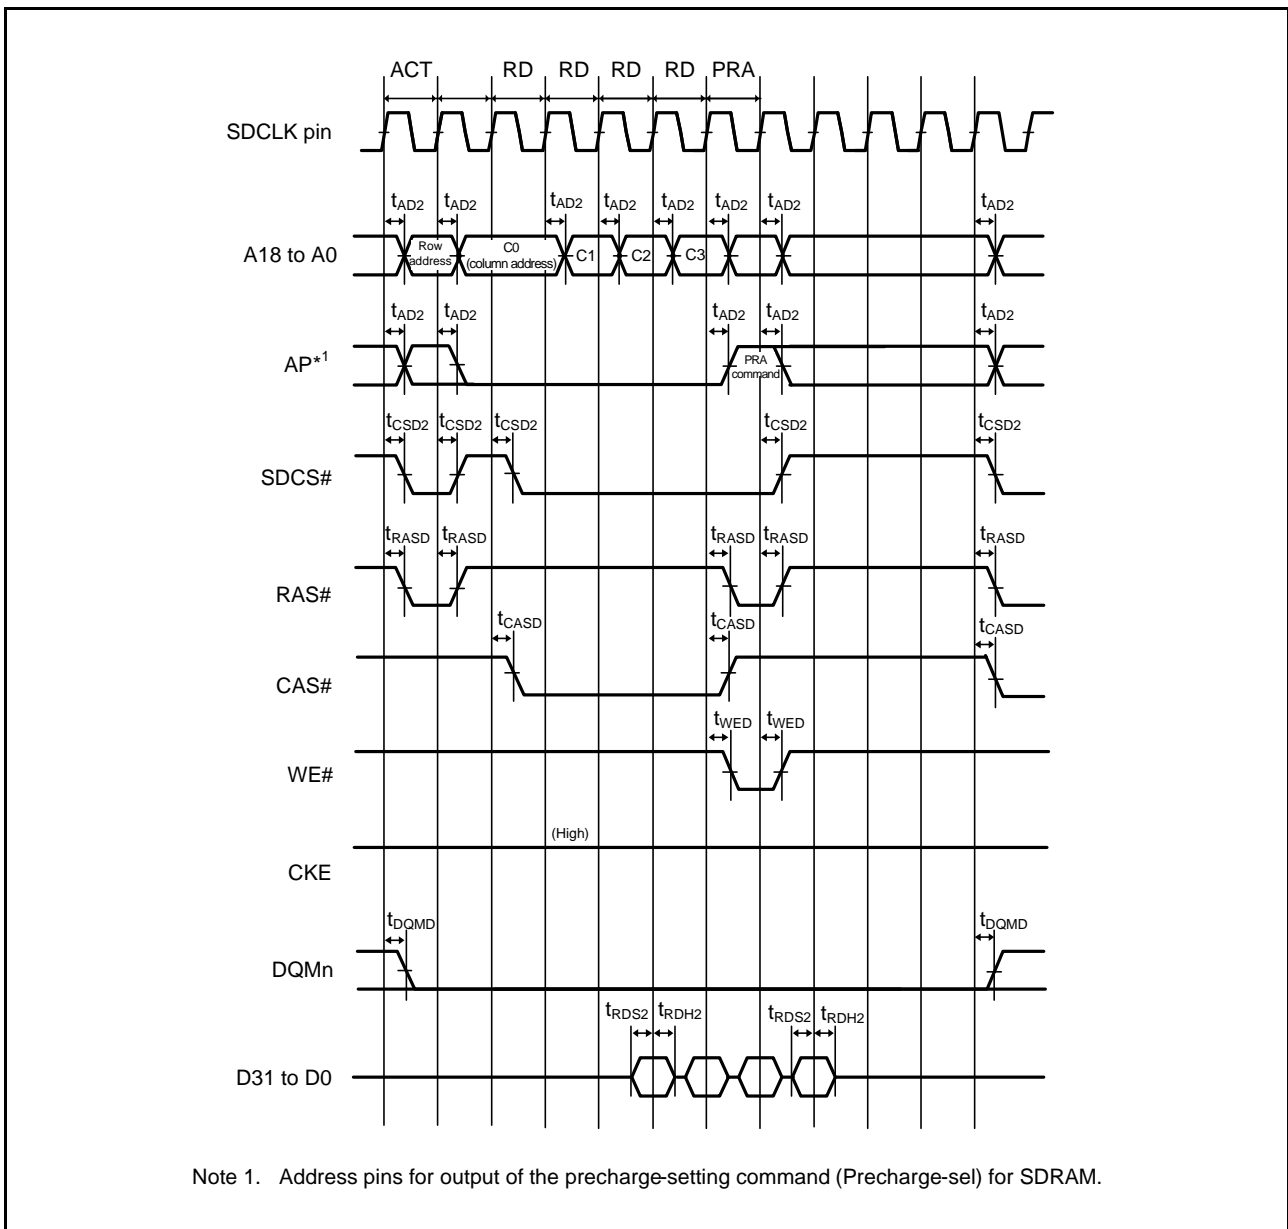 ACT RD RD RD RD PRA
SDCLK pin
tAD2 tAD2 tAD2 tAD2 tAD2 tAD2 tAD2 tAD2
A18 to A0
Row address
C0 (column address)
C1 C2 C3
tAD2 tAD2 tAD2 tAD2 tAD2
AP*1
PRA command
tCSD2 tCSD2 tCSD2 tCSD2 tCSD2
SDCS#
tRASD tRASD tRASD tRASD tRASD
RAS#
tCASD tCASD tCASD
CAS#
tWED tWED
WE#
(High)
CKE
tDQMD tDQMD
DQMn
tRDS2 tRDH2 tRDS2 tRDH2
D31 to D0
Note 1. Address pins for output of the precharge-setting command (Precharge-sel) for SDRAM.